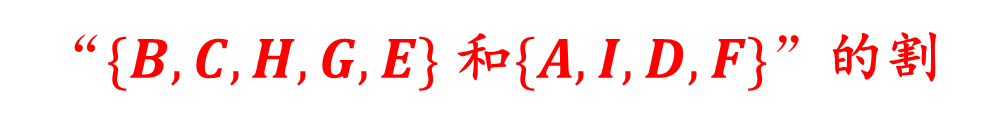 “{B, C, H, G, E} 和{A, I, D, F}”的割